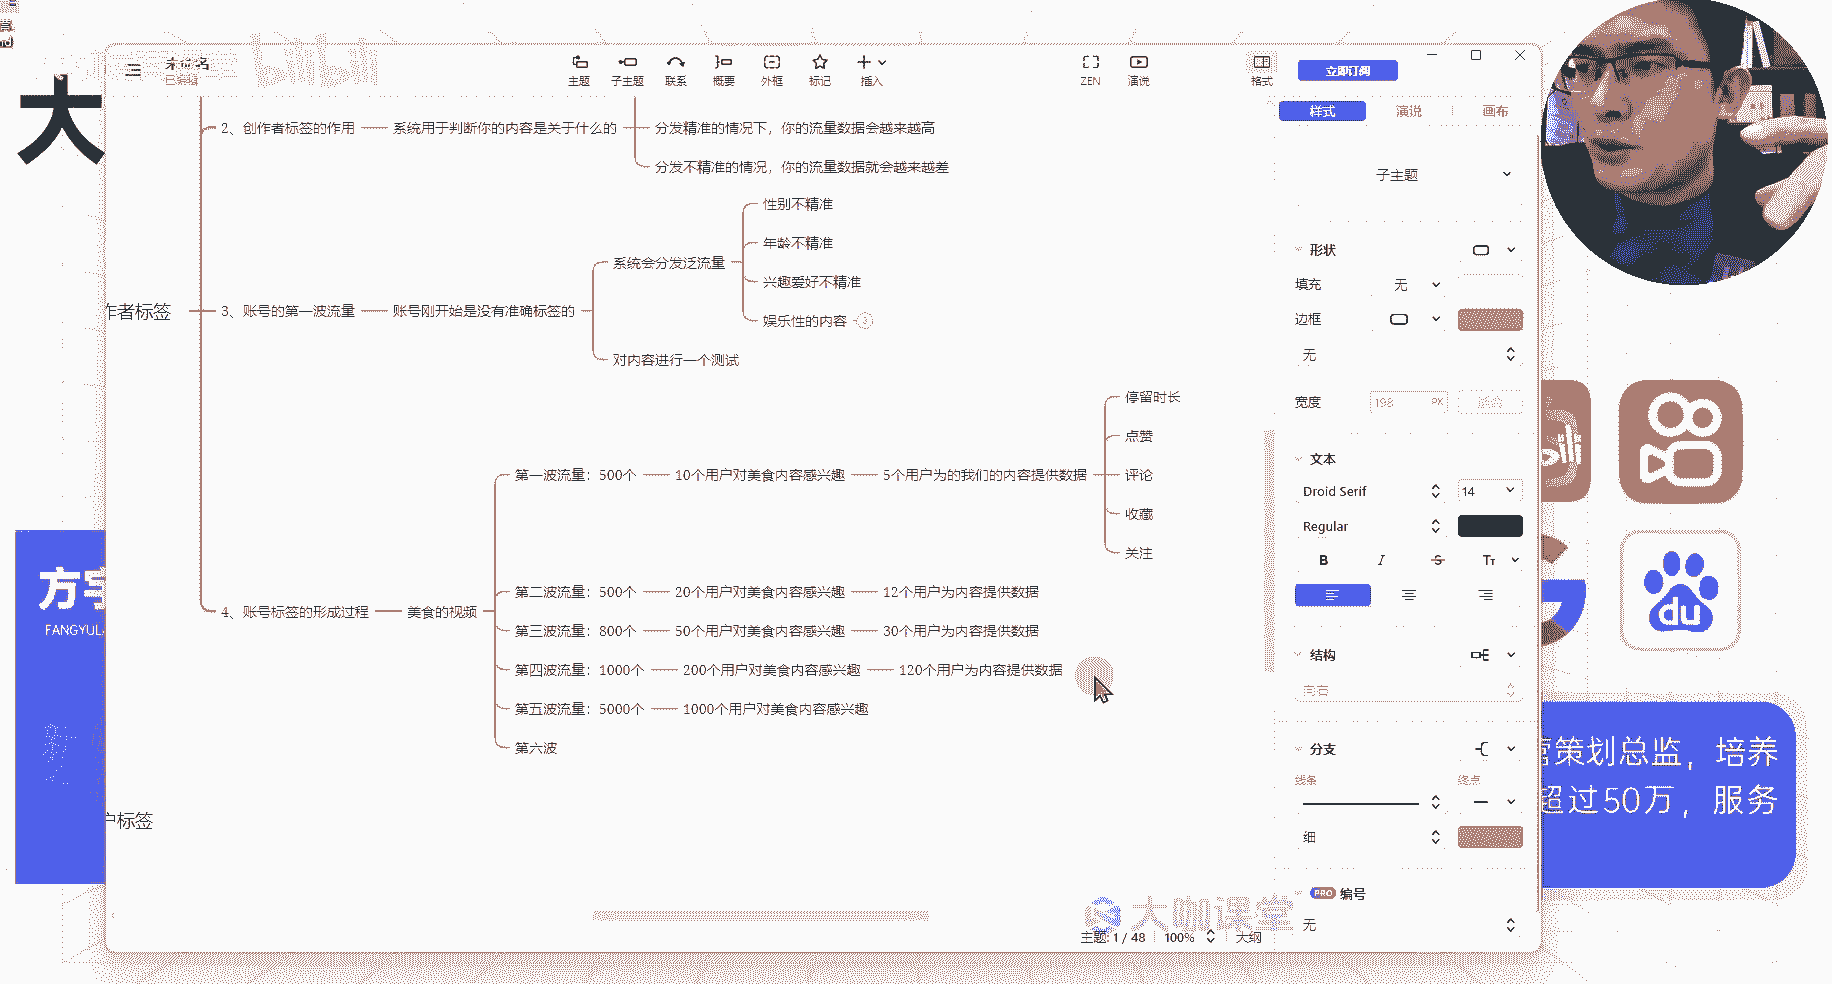 大
未命名
已编辑
bilibili
主题
子主题
联系
概要
外框
标记
插入
ZEN
演说
格式
立即订阅
样式
演说
画布
2、创作者标签的作用
系统用于判断你的内容是关于什么的
分发精准的情况下，你的流量数据会越来越高
分发不精准的情况，你的流量数据就会越来越差
作者标签
3、账号的第一波流量
账号刚开始是没有准确标签的
系统会分发泛流量
性别不精准
年龄不精准
兴趣爱好不精准
娱乐性的内容
对内容进行一个测试
4、账号标签的形成过程
美食的视频
第一波流量：500个
10个用户对美食内容感兴趣
5个用户为的我们的内容提供数据
停留时长
点赞
评论
收藏
关注
第二波流量：500个
20个用户对美食内容感兴趣
12个用户为内容提供数据
第三波流量：800个
50个用户对美食内容感兴趣
30个用户为内容提供数据
第四波流量：1000个
200个用户对美食内容感兴趣
120个用户为内容提供数据
第五波流量：5000个
1000个用户对美食内容感兴趣
第六波
户标签
子主题
形状
填充
无
边框
无
宽度
198
PX
文本
Droid Serif
14
Regular
B
I
S
TT
结构
分支
线条
终点
细
PRO 编号
无
大咖课堂
主题: 1 / 48
100%
大纲
方宇
FANGYUL
bili
du
营策划总监，培养
超过50万，服务